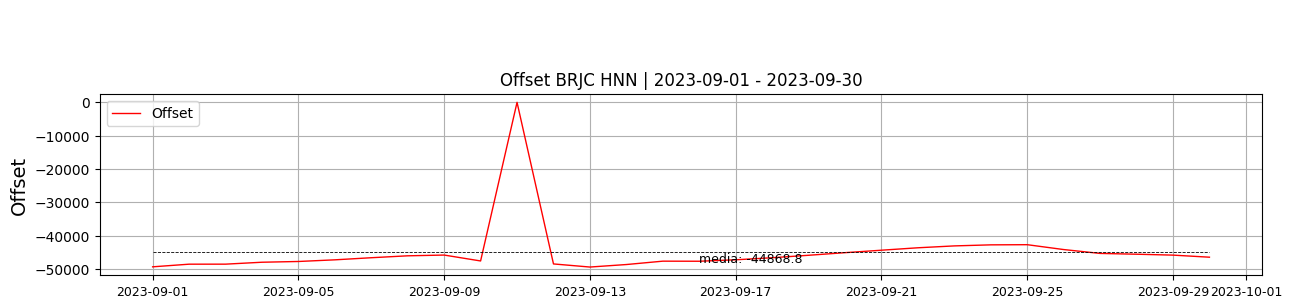 Offset BRJC HNN | 2023-09-01 - 2023-09-30
Offset
Offset
0
−10000
−20000
−30000
−40000
−50000
media: -44868.8
2023-09-01 2023-09-05 2023-09-09 2023-09-13 2023-09-17 2023-09-21 2023-09-25 2023-09-29 2023-10-01